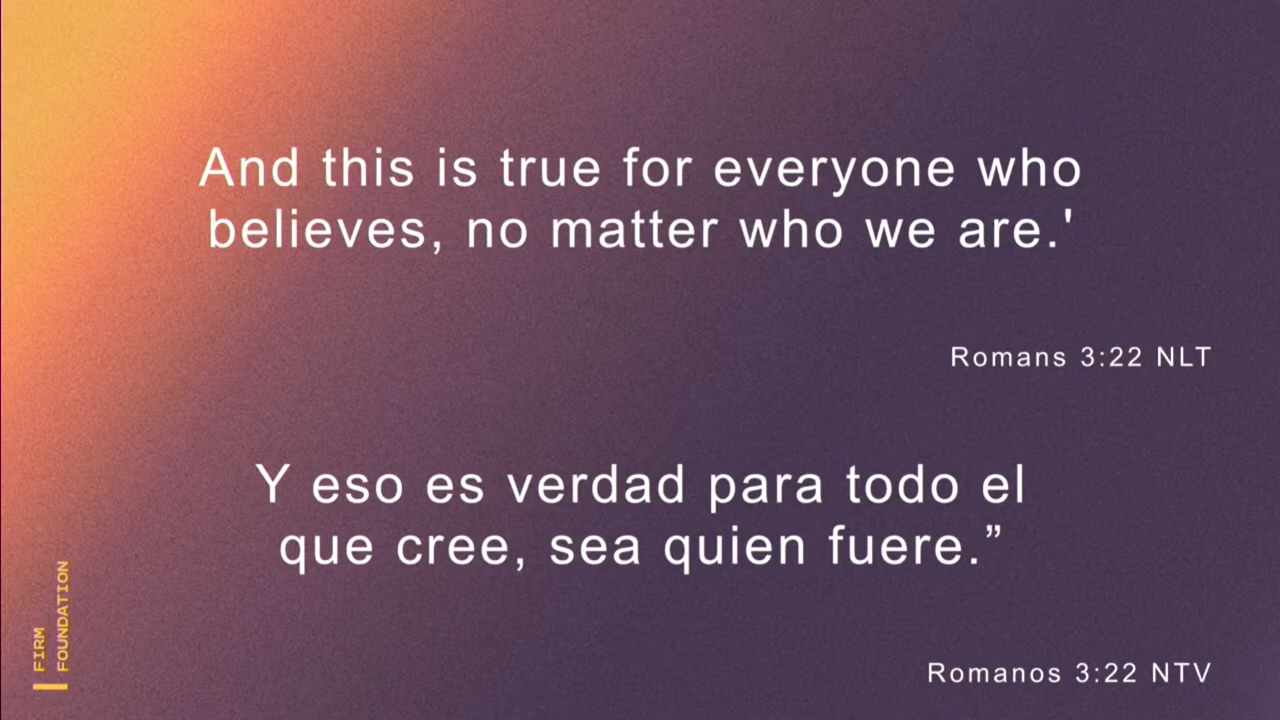 And this is true for everyone who
believes, no matter who we are.'
Romans 3:22 NLT
Y eso es verdad para todo el
que cree, sea quien fuere.”
Romanos 3:22 NTV
FIRM
FOUNDATION